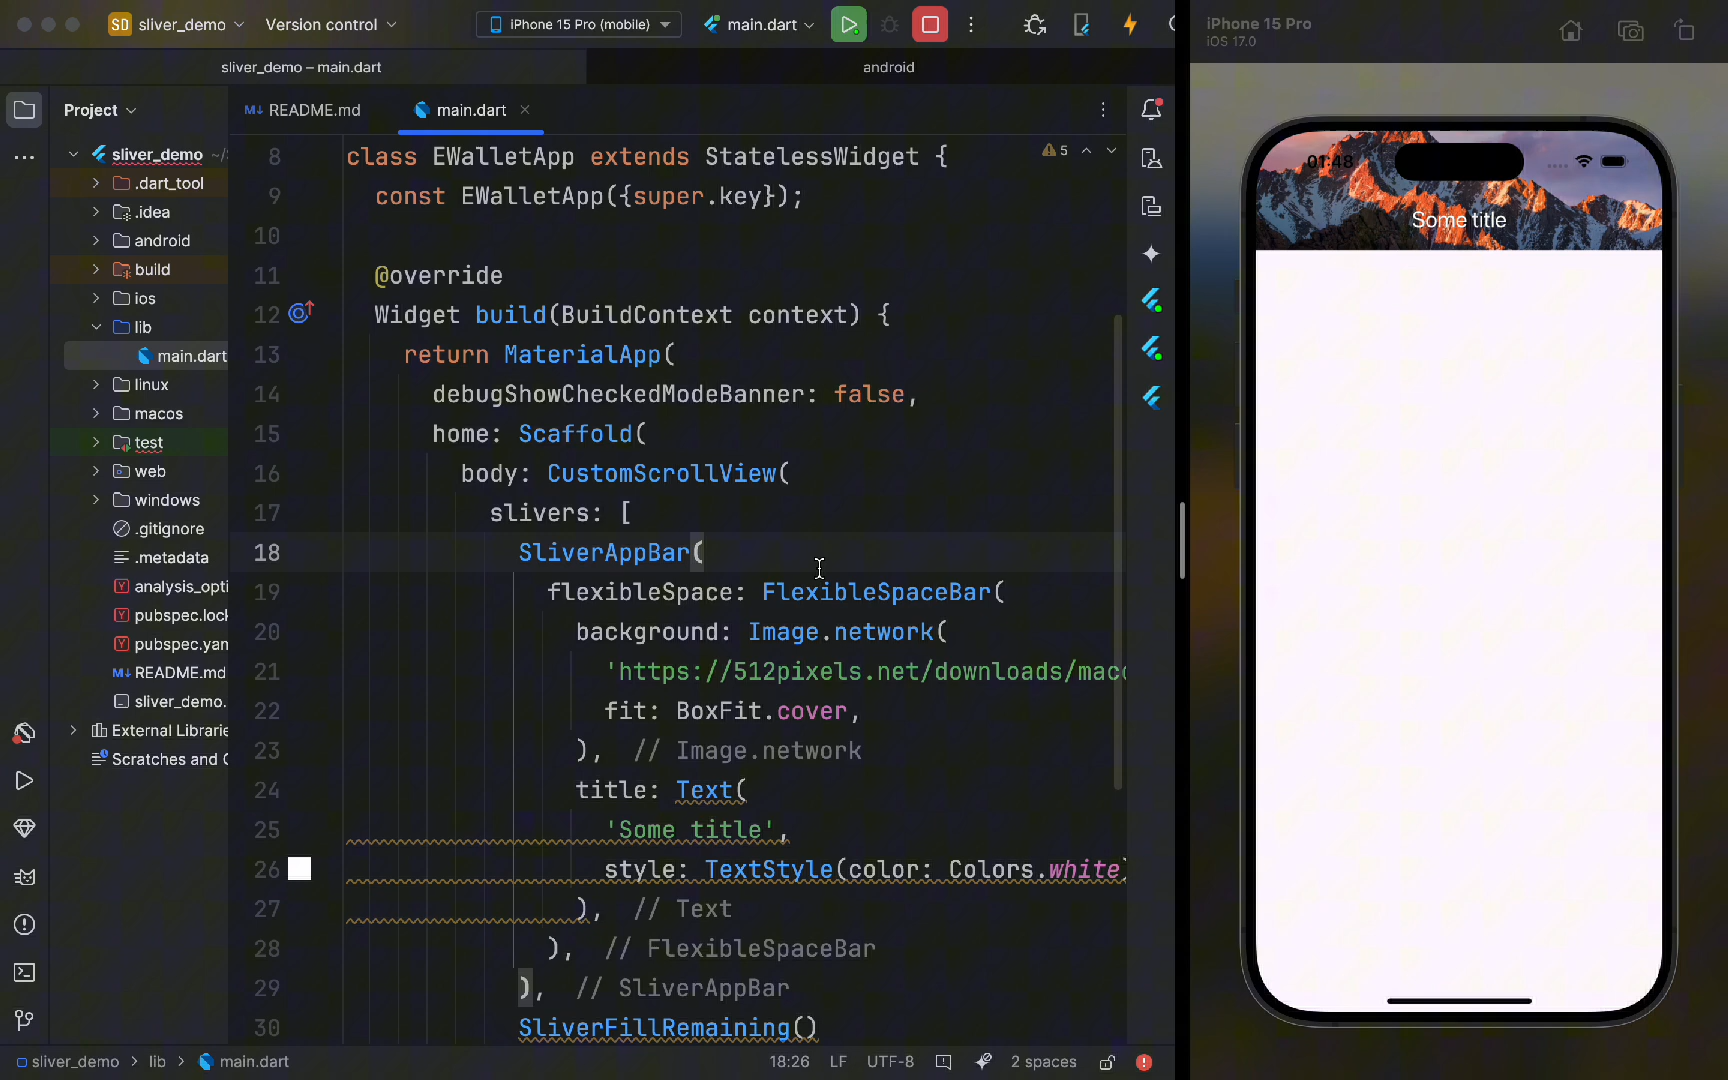 SD sliver_demo
Version control
iPhone 15 Pro (mobile)
main.dart
sliver_demo – main.dart
android
Project
sliver_demo ~/
.dart_tool
.idea
android
build
ios
lib
main.dart
linux
macos
test
web
windows
.gitignore
.metadata
analysis_opti
pubspec.lock
pubspec.yam
README.md
sliver_demo.
External Librarie
Scratches and C
M↓ README.md
main.dart
5
8 class EWalletApp extends StatelessWidget {
9 const EWalletApp({super.key});
10
11 @override
12 Widget build(BuildContext context) {
13 return MaterialApp(
14 debugShowCheckedModeBanner: false,
15 home: Scaffold(
16 body: CustomScrollView(
17 slivers: [
18 SliverAppBar(
19 flexibleSpace: FlexibleSpaceBar(
20 background: Image.network(
21 'https://512pixels.net/downloads/maco
22 fit: BoxFit.cover,
23 ), // Image.network
24 title: Text(
25 'Some title',
26 style: TextStyle(color: Colors.white)
27 ), // Text
28 ), // FlexibleSpaceBar
29 ), // SliverAppBar
30 SliverFillRemaining()
sliver_demo > lib > main.dart
18:26 LF UTF-8 2 spaces
iPhone 15 Pro
iOS 17.0
01:48
Some title